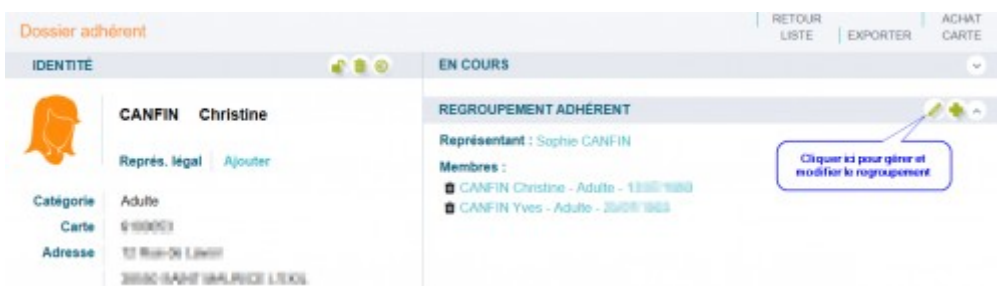 Dossier adhérent
RETOUR LISTE
EXPORTER
ACHAT CARTE
IDENTITÉ
CANFIN Christine
Représ. légal Ajouter
Catégorie Adulte
Carte
Adresse
EN COURS
REGROUPEMENT ADHÉRENT
Représentant : Sophie CANFIN
Membres :
CANFIN Christine - Adulte -
CANFIN Yves - Adulte -
Cliquer ici pour gérer et
modifier le regroupement